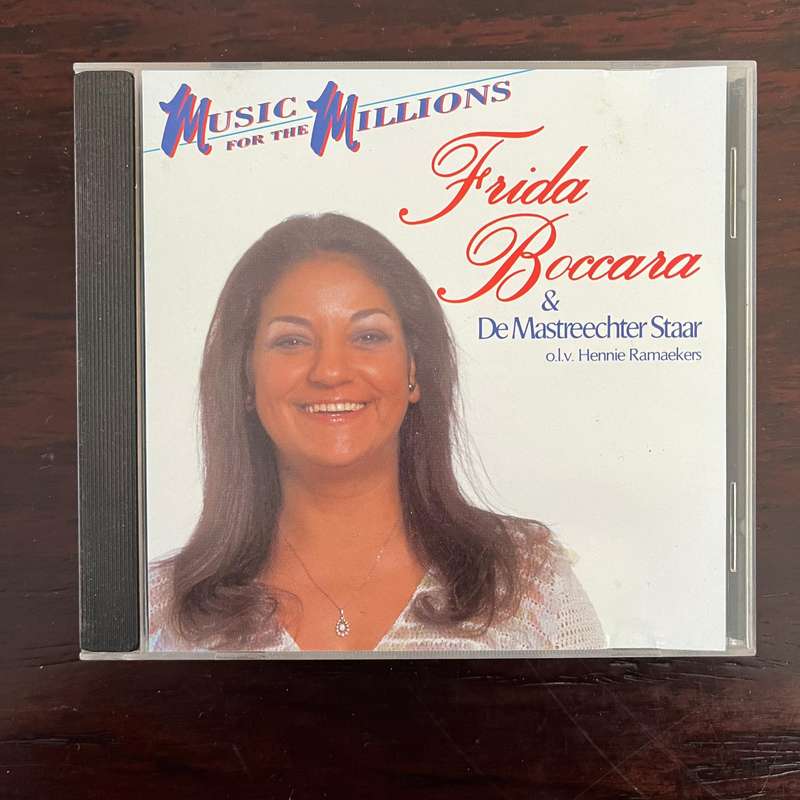 MUSIC FOR THE MILLIONS
Frida
Boccara
&
De Mastreechter Staar
o.l.v. Hennie Ramaekers